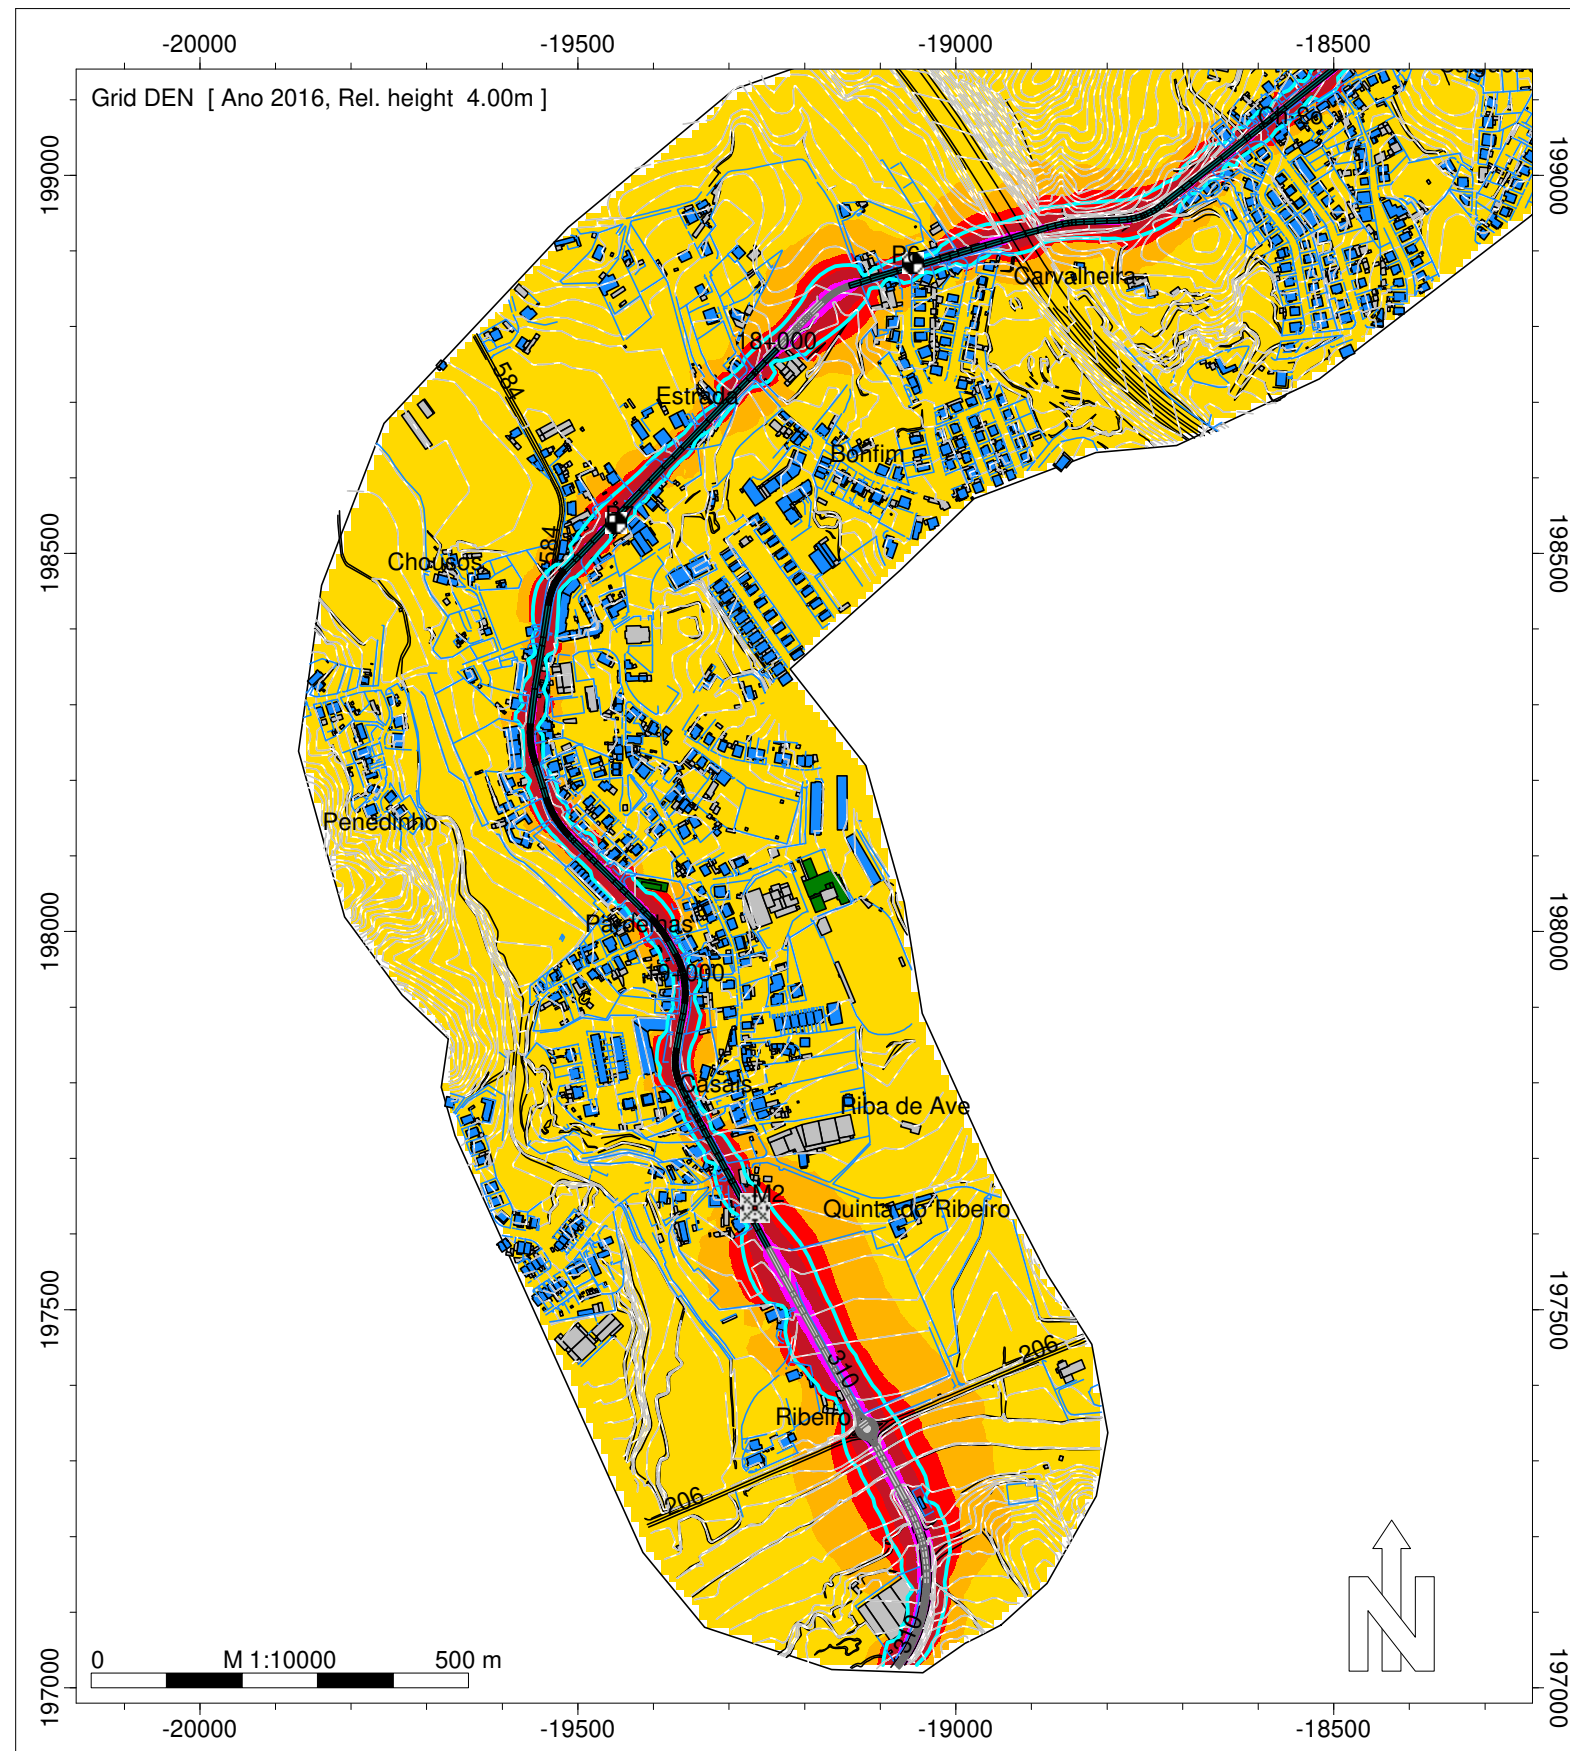 -20000 -19500 -19000 -18500
Grid DEN [ Ano 2016, Rel. height 4.00m ]
199000
199000
P6
Carvalheira
18+000
584
Estrada
Bonfim
198500
584
198500
Chousos
Penedinho
198000
Pardelhas
198000
19+000
Casais
Riba de Ave
M2
Quinta do Ribeiro
197500
197500
206
310
Ribeiro
206
310
0 M 1:10000 500 m
N
197000
197000
-20000 -19500 -19000 -18500